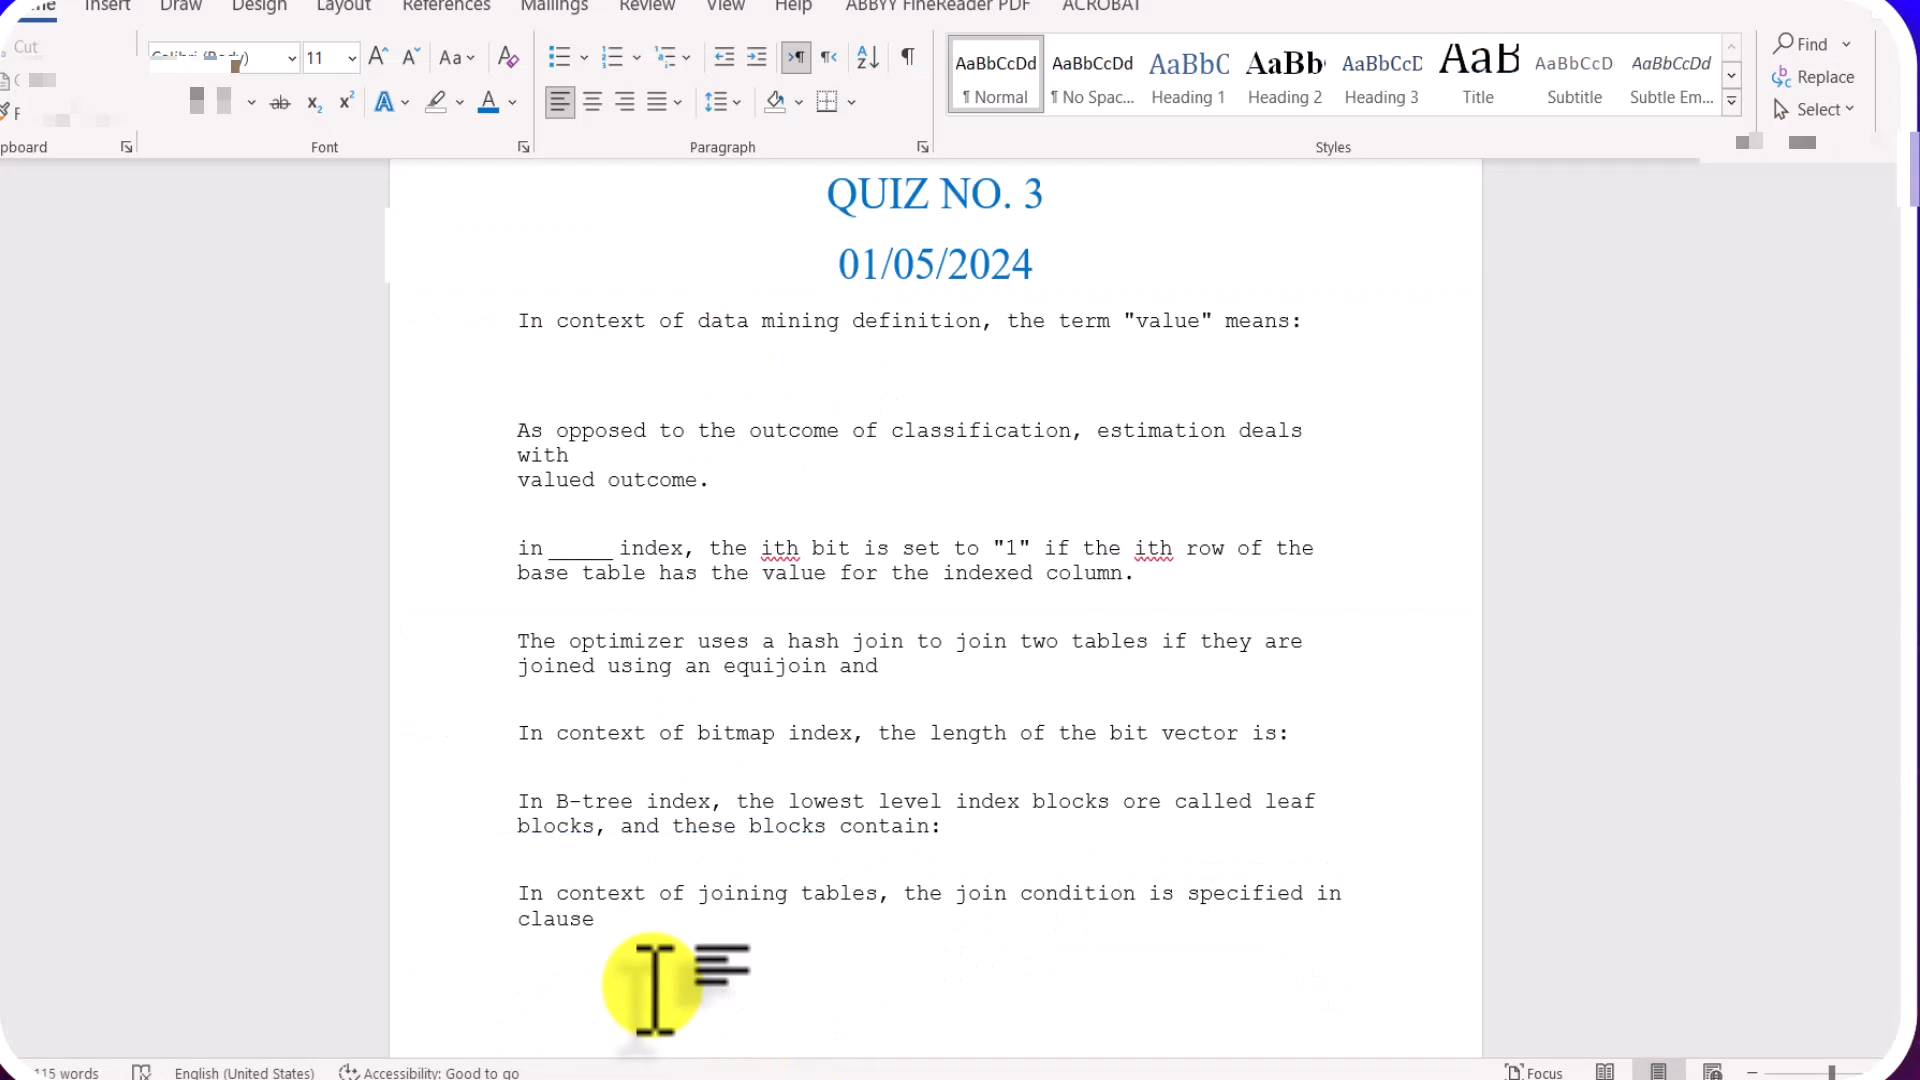 Insert Draw Design Layout References Mailings Review View Help ABBYY FineReader PDF ACROBAT
Cut
11
Aa
Find
Replace
Select
AaBbCcDd AaBbCcDd AaBbC AaBb AaBbCcD AaB AaBbCcD AaBbCcDd
¶ Normal ¶ No Spac... Heading 1 Heading 2 Heading 3 Title Subtitle Subtle Em...
pboard Font Paragraph Styles
QUIZ NO. 3
01/05/2024
In context of data mining definition, the term "value" means:
As opposed to the outcome of classification, estimation deals
with
valued outcome.
in _____ index, the ith bit is set to "1" if the ith row of the
base table has the value for the indexed column.
The optimizer uses a hash join to join two tables if they are
joined using an equijoin and
In context of bitmap index, the length of the bit vector is:
In B-tree index, the lowest level index blocks ore called leaf
blocks, and these blocks contain:
In context of joining tables, the join condition is specified in
clause
115 words English (United States) Accessibility: Good to go Focus